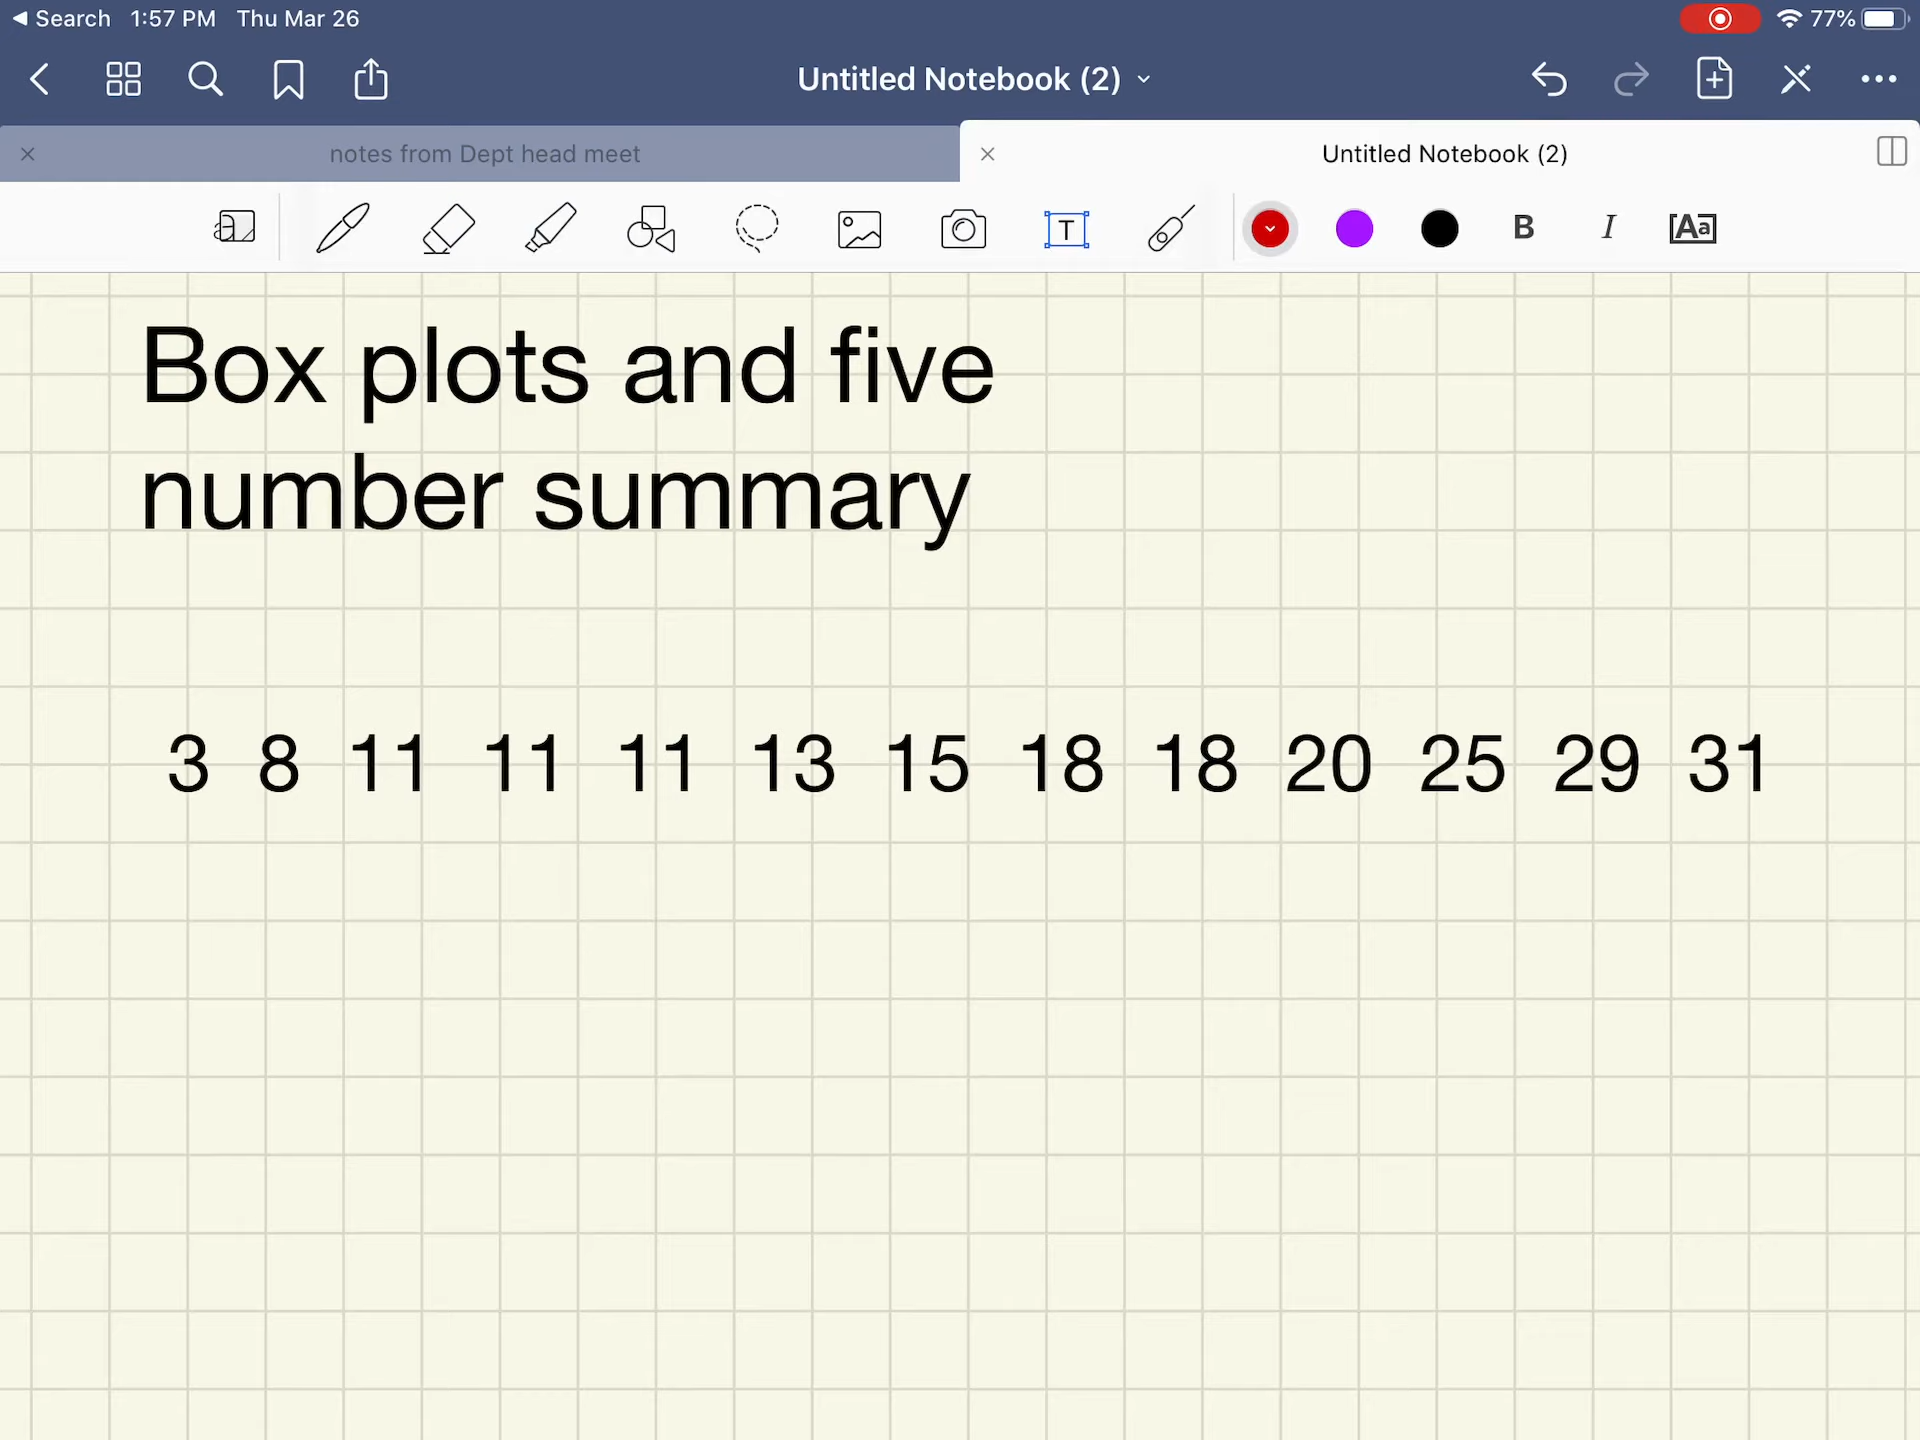 Search 1:57 PM Thu Mar 26 77%
Untitled Notebook (2)
notes from Dept head meet Untitled Notebook (2)
a T B I Aa
Box plots and five
number summary
3 8 11 11 11 13 15 18 18 20 25 29 31